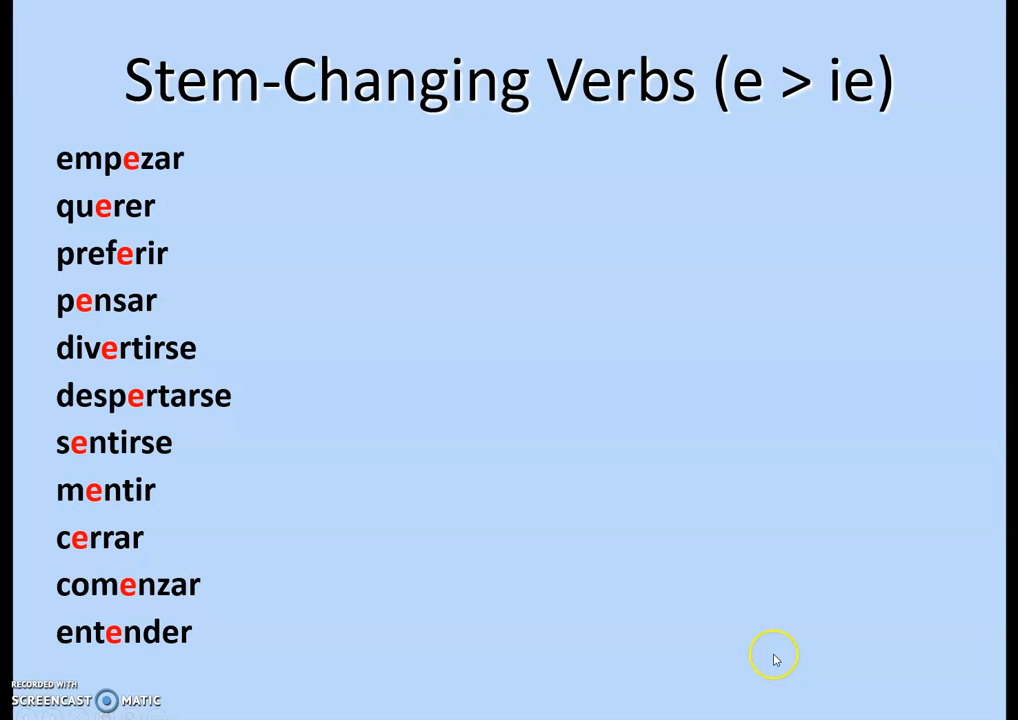 Stem-Changing Verbs (e > ie)
empezar
querer
preferir
pensar
divertirse
despertarse
sentirse
mentir
cerrar
comenzar
entender
RECORDED WITH
SCREENCAST MATIC